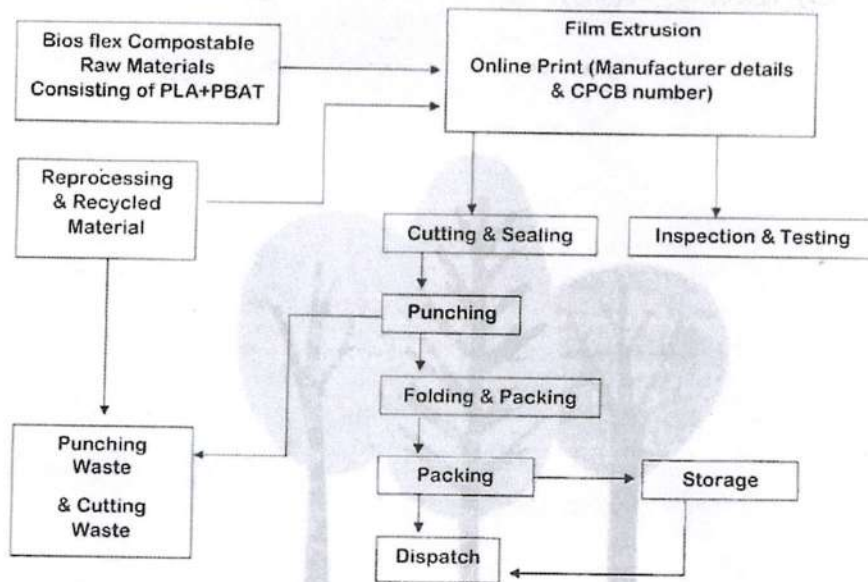 Bios flex Compostable
Raw Materials
Consisting of PLA+PBAT
Film Extrusion
Online Print (Manufacturer details
& CPCB number)
Reprocessing
& Recycled
Material
Cutting & Sealing
Inspection & Testing
Punching
Folding & Packing
Punching
Waste
& Cutting
Waste
Packing
Storage
Dispatch